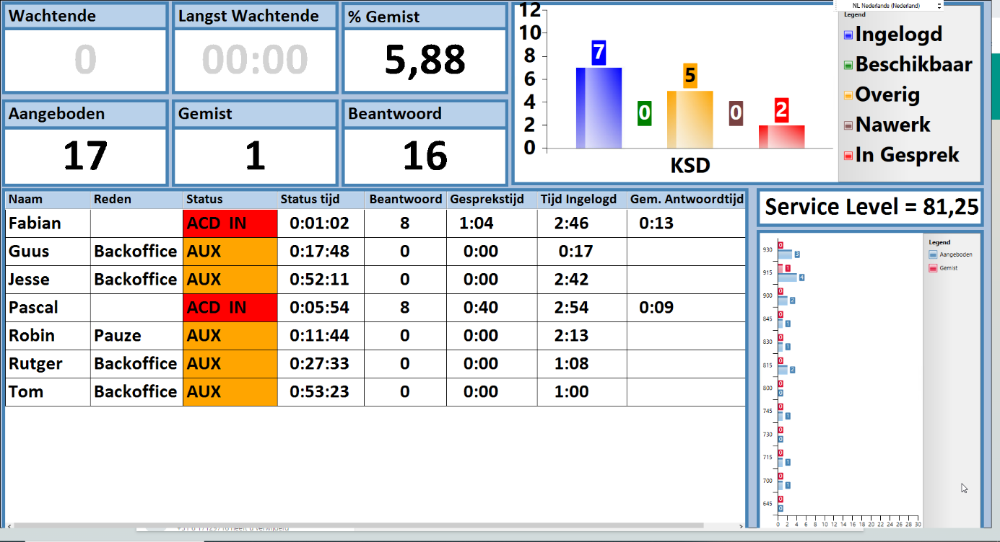 Wachtende
Langst Wachtende
% Gemist
0
00:00
5,88
Aangeboden
Gemist
Beantwoord
17
1
16
12
10
8
6
4
2
0
7
0
5
0
2
KSD
NL Nederlands (Nederland)
Legend
Ingelogd
Beschikbaar
Overig
Nawerk
In Gesprek
Naam Reden Status Status tijd Beantwoord Gesprekstijd Tijd Ingelogd Gem. Antwoordtijd
Fabian ACD IN 0:01:02 8 1:04 2:46 0:13
Guus Backoffice AUX 0:17:48 0 0:00 0:17
Jesse Backoffice AUX 0:52:11 0 0:00 2:42
Pascal ACD IN 0:05:54 8 0:40 2:54 0:09
Robin Pauze AUX 0:11:44 0 0:00 2:13
Rutger Backoffice AUX 0:27:33 0 0:00 1:08
Tom Backoffice AUX 0:53:23 0 0:00 1:00
Service Level = 81,25
Legend
Aangeboden
Gemist
930 0 3
915 1 4
900 0 2
845 0 1
830 0 1
815 0 2
800 0 0
745 0 1
730 0 0
715 0 1
700 0 1
645 0 0
0 2 4 6 8 10 12 14 16 18 20 22 24 26 28 30
heeft u verwijderd